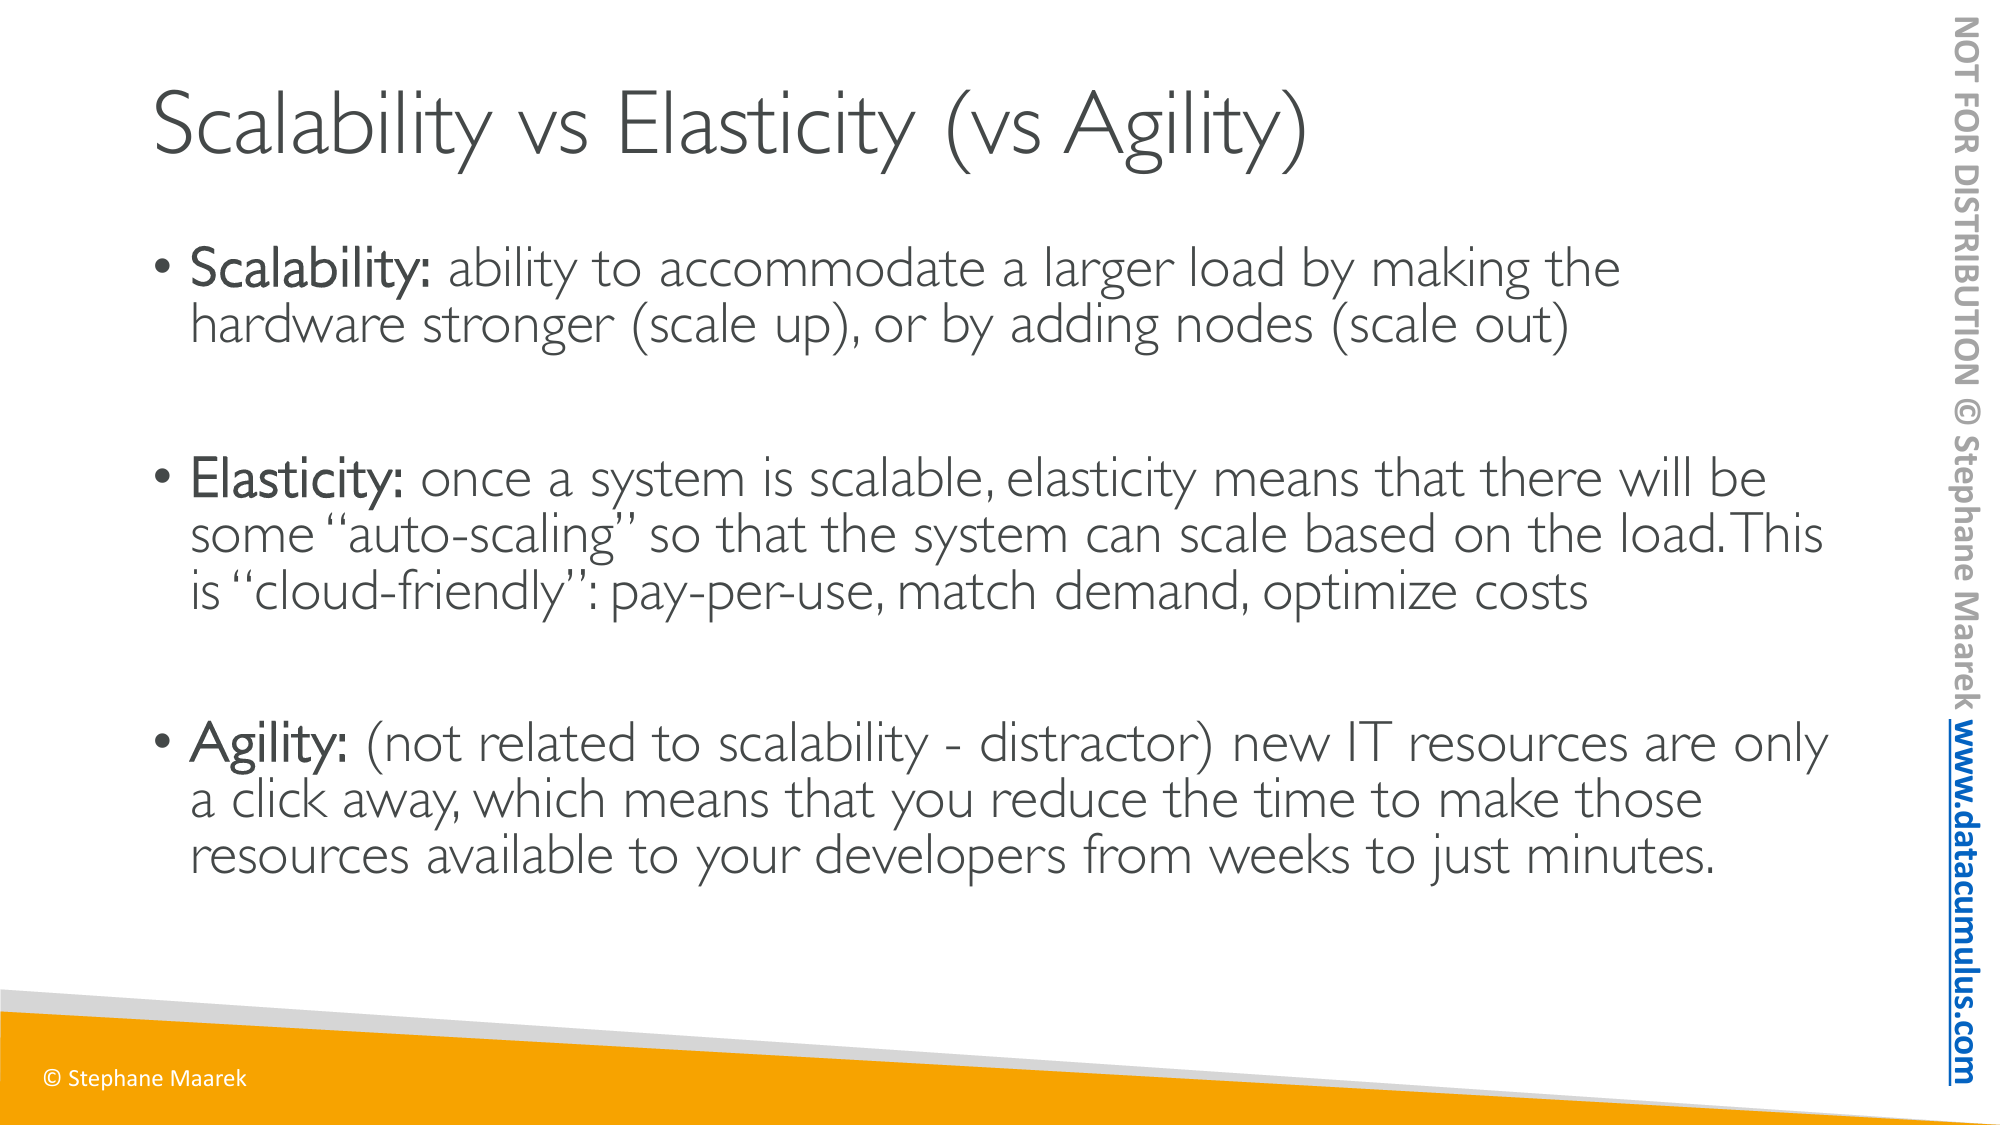 Scalability vs Elasticity (vs Agility)
• Scalability: ability to accommodate a larger load by making the
hardware stronger (scale up), or by adding nodes (scale out)
• Elasticity: once a system is scalable, elasticity means that there will be
some “auto-scaling” so that the system can scale based on the load. This
is “cloud-friendly”: pay-per-use, match demand, optimize costs
• Agility: (not related to scalability - distractor) new IT resources are only
a click away, which means that you reduce the time to make those
resources available to your developers from weeks to just minutes.
© Stephane Maarek
NOT FOR DISTRIBUTION © Stephane Maarek www.datacumulus.com